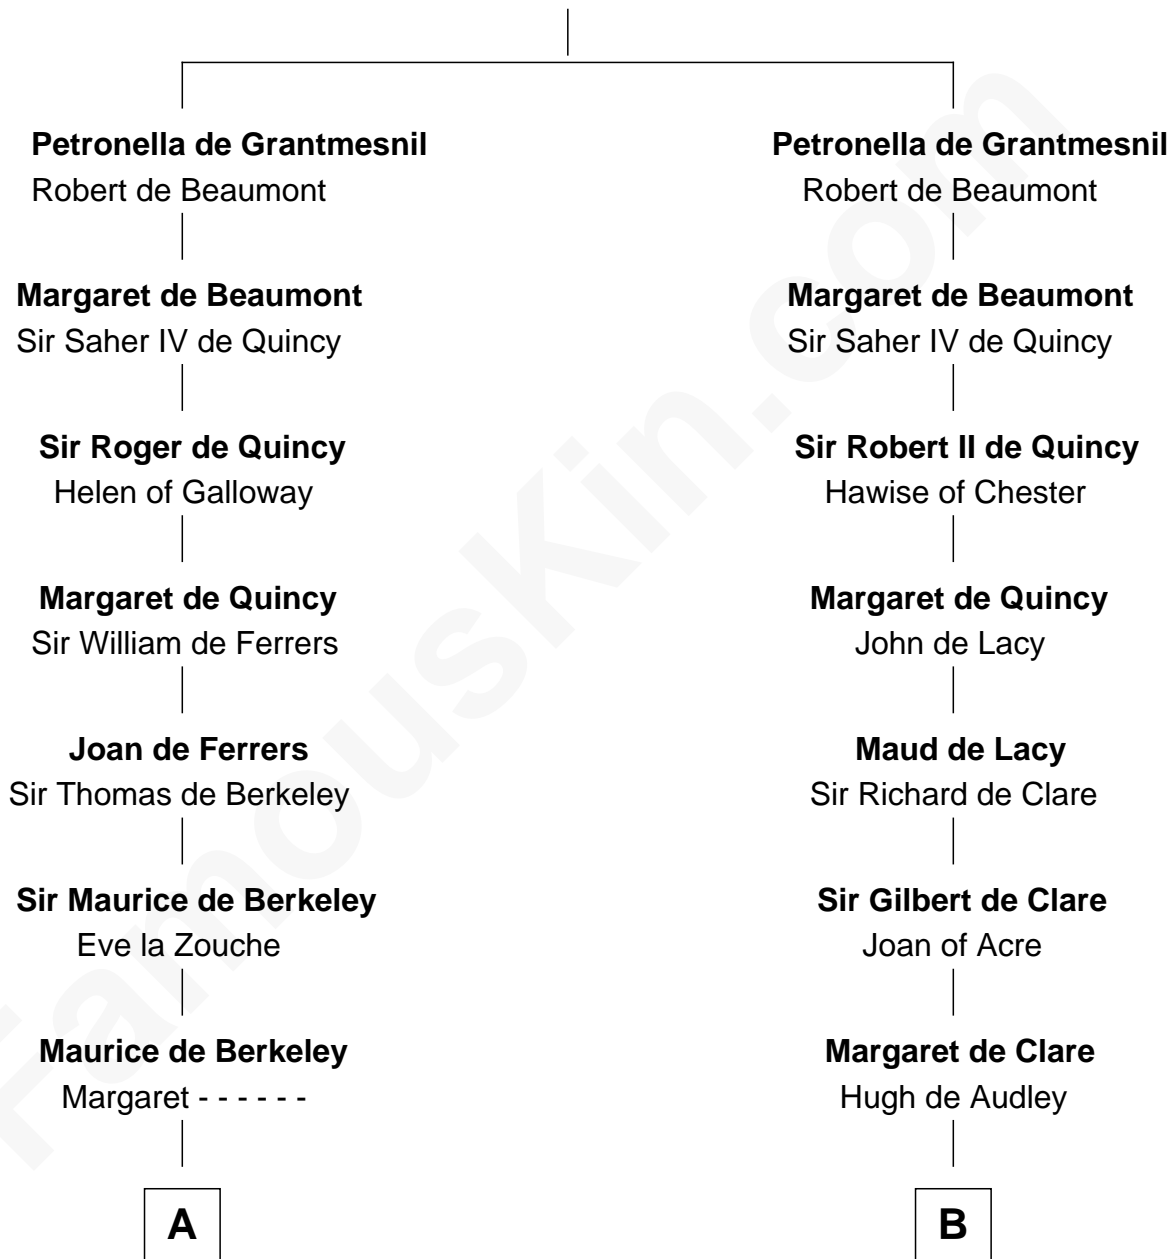 Petronella de Grantmesnil
Robert de Beaumont
Margaret de Beaumont
Sir Saher IV de Quincy
Sir Roger de Quincy
Helen of Galloway
Margaret de Quincy
Sir William de Ferrers
Joan de Ferrers
Sir Thomas de Berkeley
Sir Maurice de Berkeley
Eve la Zouche
Maurice de Berkeley
Margaret - - - - - -
A
Petronella de Grantmesnil
Robert de Beaumont
Margaret de Beaumont
Sir Saher IV de Quincy
Sir Robert II de Quincy
Hawise of Chester
Margaret de Quincy
John de Lacy
Maud de Lacy
Sir Richard de Clare
Sir Gilbert de Clare
Joan of Acre
Margaret de Clare
Hugh de Audley
B
FamousKin.com